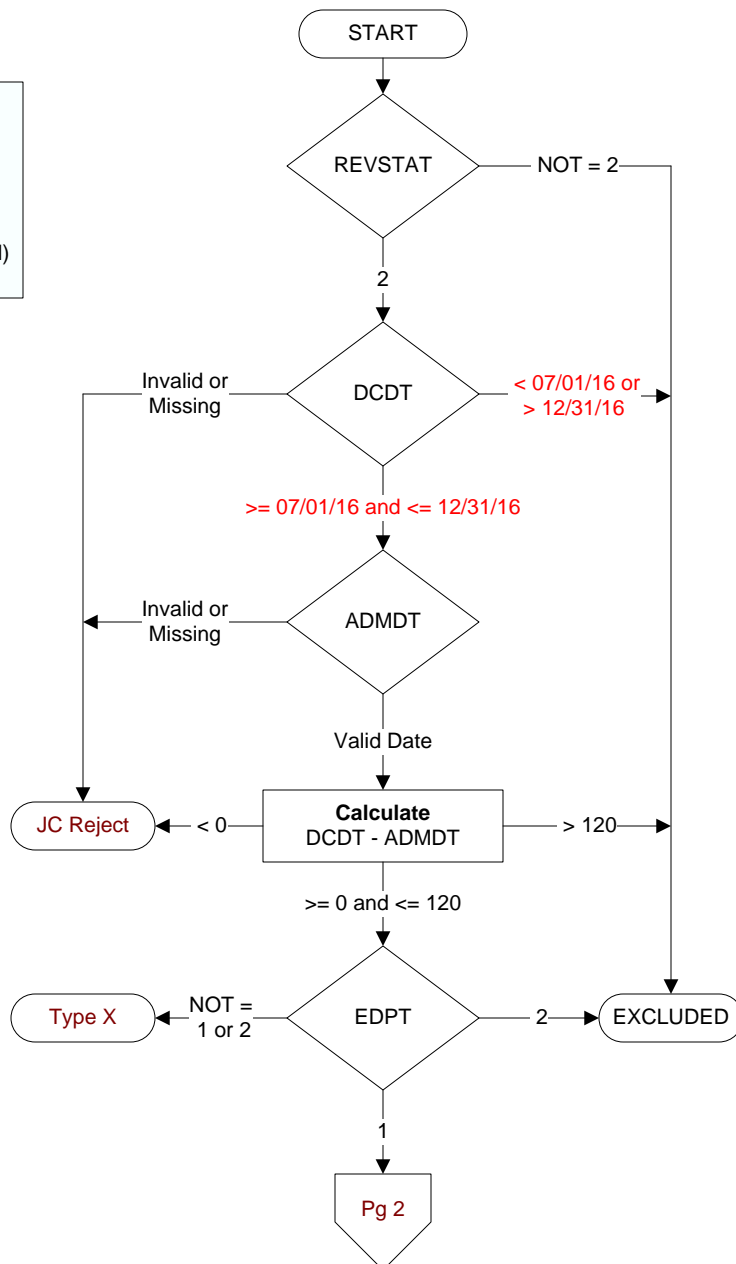 START
REVSTAT
NOT = 2
2
Invalid or
Missing
DCDT
< 07/01/16 or
> 12/31/16
>= 07/01/16 and <= 12/31/16
Invalid or
Missing
ADMDT
Valid Date
JC Reject
< 0
Calculate
DCDT - ADMDT
> 120
>= 0 and <= 120
Type X
NOT =
1 or 2
EDPT
2
EXCLUDED
1
Pg 2